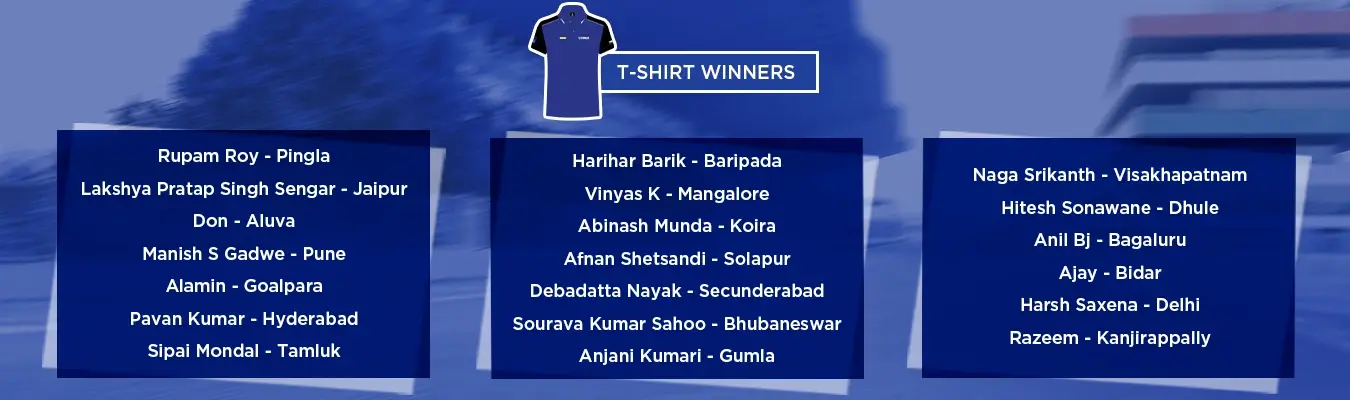 T-SHIRT WINNERS
Rupam Roy - Pingla
Lakshya Pratap Singh Sengar - Jaipur
Don - Aluva
Manish S Gadwe - Pune
Alamin - Goalpara
Pavan Kumar - Hyderabad
Sipai Mondal - Tamluk
Harihar Barik - Baripada
Vinyas K - Mangalore
Abinash Munda - Koira
Afnan Shetsandi - Solapur
Debadatta Nayak - Secunderabad
Sourava Kumar Sahoo - Bhubaneswar
Anjani Kumari - Gumla
Naga Srikanth - Visakhapatnam
Hitesh Sonawane - Dhule
Anil Bj - Bagaluru
Ajay - Bidar
Harsh Saxena - Delhi
Razeem - Kanjirappally